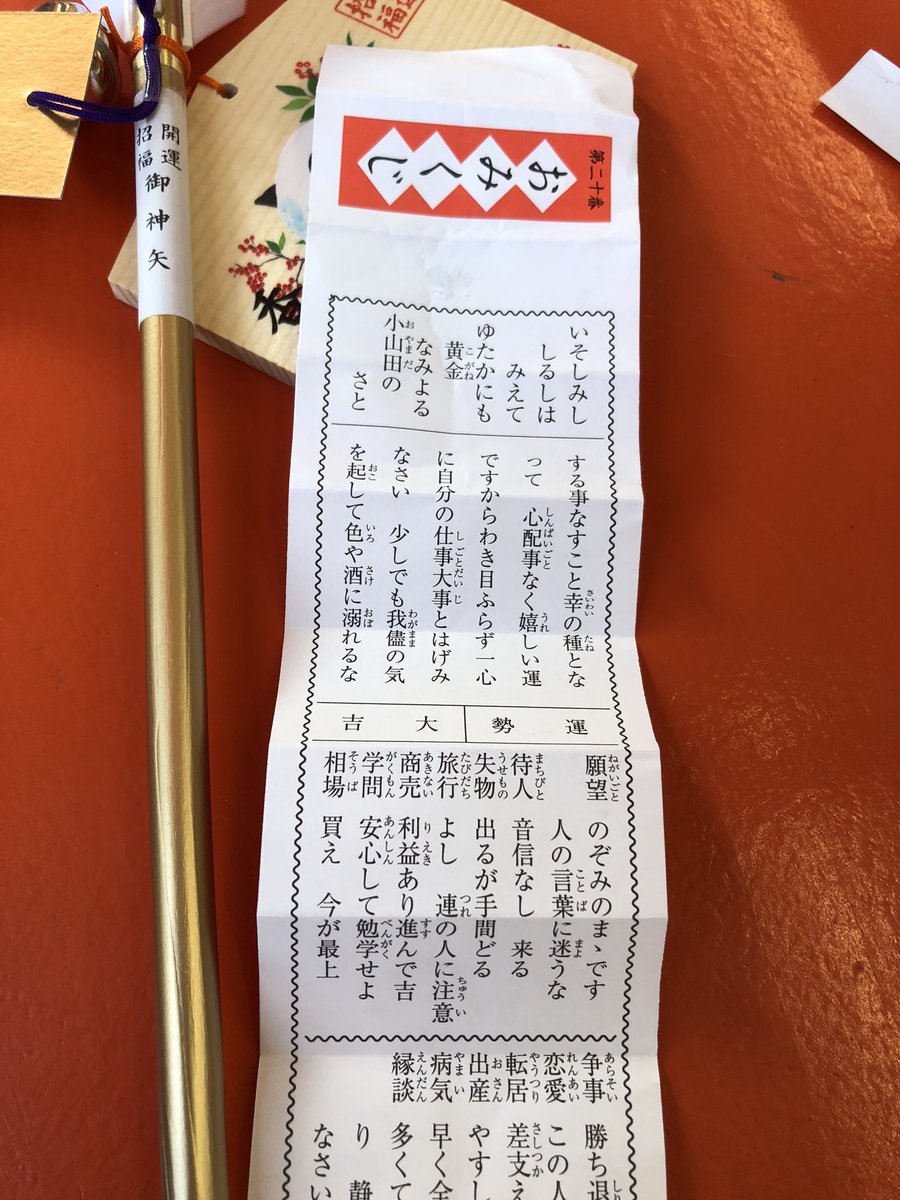 第二十番
おみくじ
いそしみし
しるしは
みえて
ゆたかにも
黄金
なみよる
小山田の
さと
する事なすこと幸の種とな
って 心配事なく嬉しい運
ですからわき目ふらず一心
に自分の仕事大事とはげみ
なさい 少しでも我儘の気
を起して色や酒に溺れるな
運勢
大吉
願望 のぞみのまゝです
人の言葉に迷うな
待人 音信なし 来る
失物 出るが手間どる
旅行 よし 連の人に注意
商売 利益あり進んで吉
学問 安心して勉学せよ
相場 買え 今が最上
争事 勝ち退
恋愛 この人
転居 差支え
出産 やすし
病気 早く全
縁談 多くて
り 静
なさい
開運
招福
御神矢